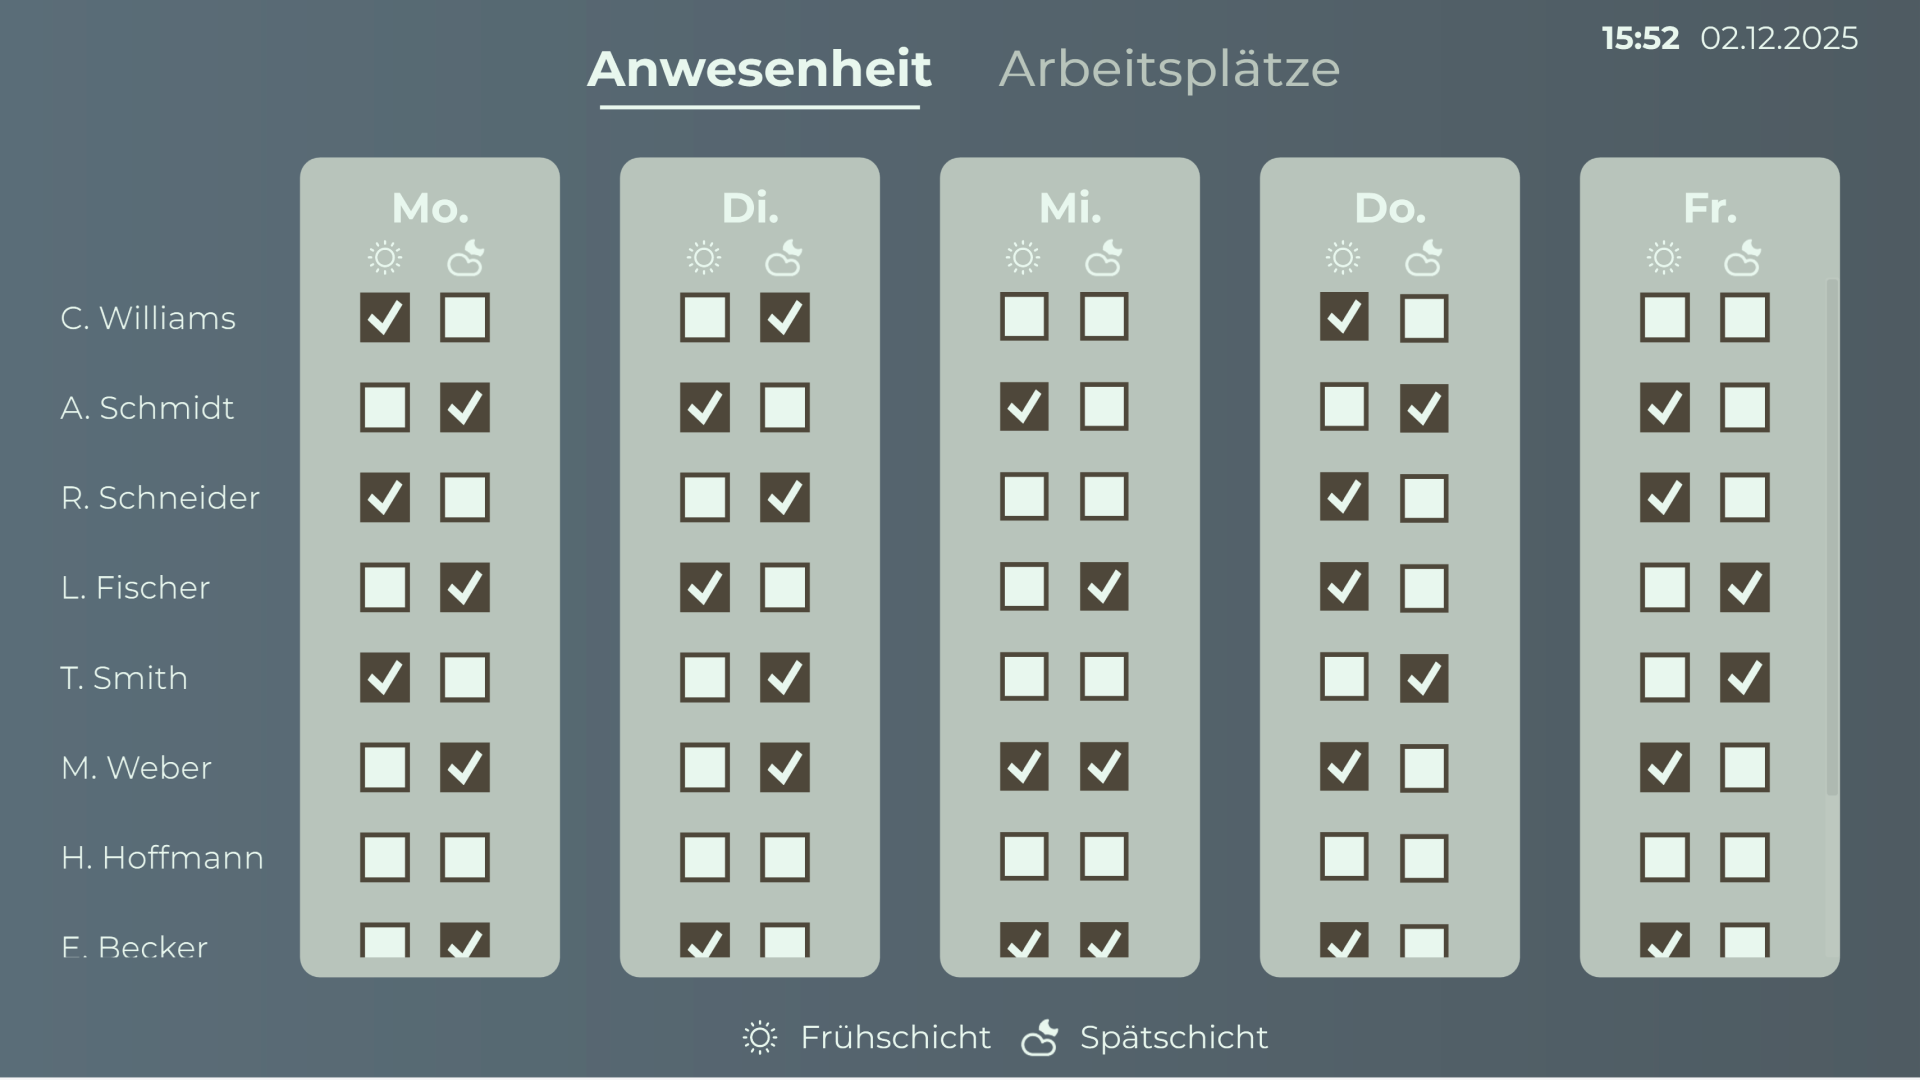 15:52 02.12.2025
Anwesenheit Arbeitsplätze
Mo. Di. Mi. Do. Fr.
C. Williams
A. Schmidt
R. Schneider
L. Fischer
T. Smith
M. Weber
H. Hoffmann
E. Becker
Frühschicht Spätschicht